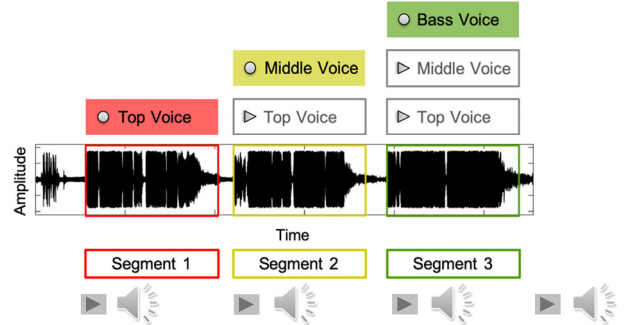 Bass Voice
Middle Voice
Middle Voice
Top Voice
Top Voice
Top Voice
Amplitude
Time
Segment 1
Segment 2
Segment 3